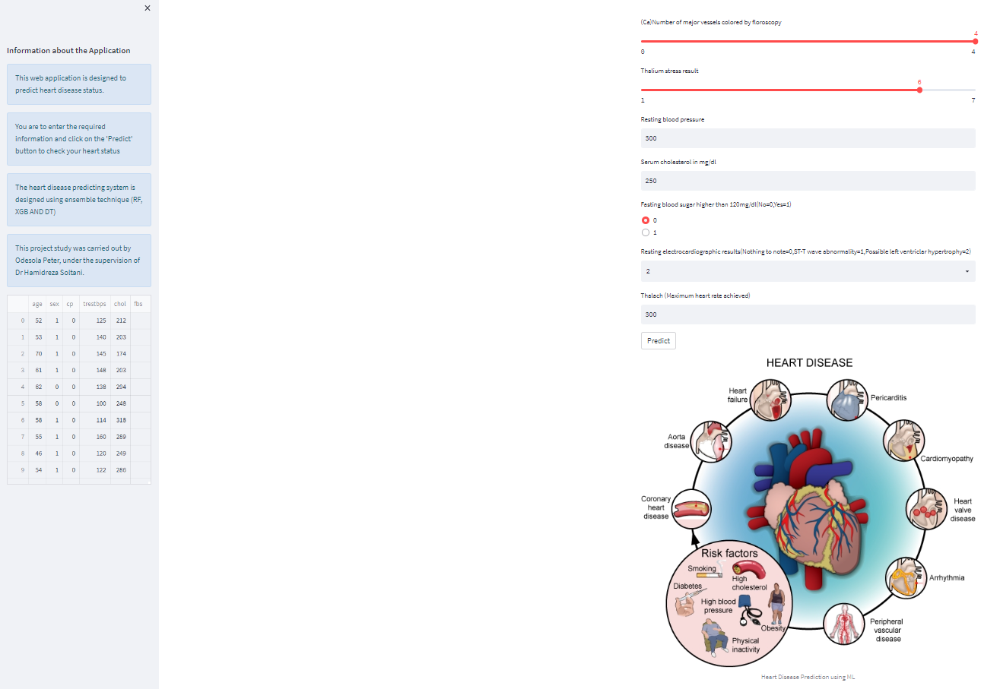 ×
Information about the Application
This web application is designed to
predict heart disease status.
You are to enter the required
information and click on the 'Predict'
button to check your heart status
The heart disease predicting system is
designed using ensemble technique (RF,
XGB AND DT)
This project study was carried out by
Odesola Peter, under the supervision of
Dr Hamidreza Soltani.
age sex cp trestbps chol fbs
0 52 1 0 125 212
1 53 1 0 140 203
2 70 1 0 145 174
3 61 1 0 148 203
4 62 0 0 138 294
5 58 0 0 100 248
6 58 1 0 114 318
7 55 1 0 160 289
8 46 1 0 120 249
9 54 1 0 122 286
(Ca)Number of major vessels colored by floroscopy
4
0 4
Thalium stress result
6
1 7
Resting blood pressure
300
Serum cholesterol in mg/dl
250
Fasting blood sugar higher than 120mg/dl(No=0,Yes=1)
0
1
Resting electrocardiographic results(Nothing to note=0,ST-T wave abnormality=1,Possible left ventriclar hypertrophy=2)
2
Thalach (Maximum heart rate achieved)
300
Predict
HEART DISEASE
Heart
failure
Pericarditis
Aorta
disease
Cardiomyopathy
Coronary
heart
disease
Heart
valve
disease
Risk factors
Smoking
High
cholesterol
Diabetes
High blood
pressure
Obesity
Physical
inactivity
Arrhythmia
Peripheral
vascular
disease
Heart Disease Prediction using ML